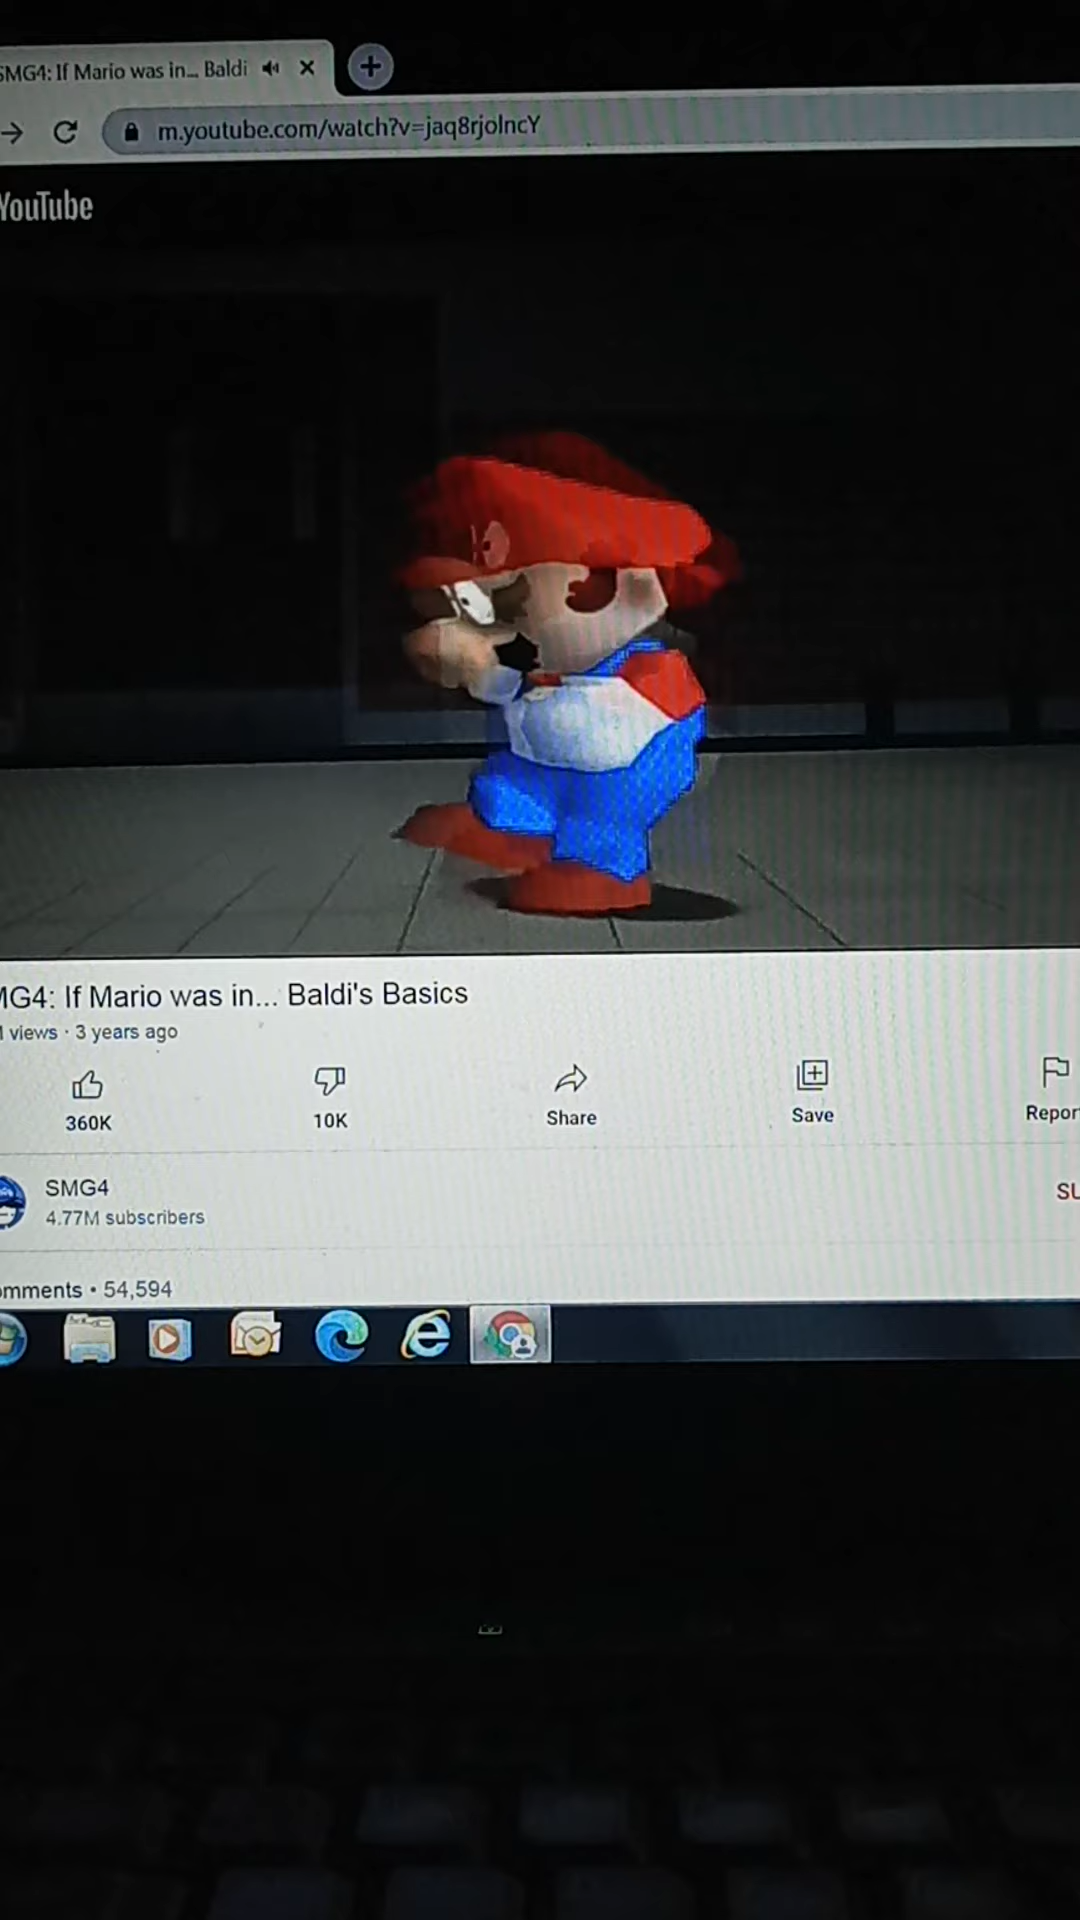 SMG4: If Mario was in... Baldi
m.youtube.com/watch?v=jaq8rjolncY
YouTube
MG4: If Mario was in... Baldi's Basics
views · 3 years ago
360K
10K
Share
Save
Repor
SMG4
4.77M subscribers
SU
omments • 54,594